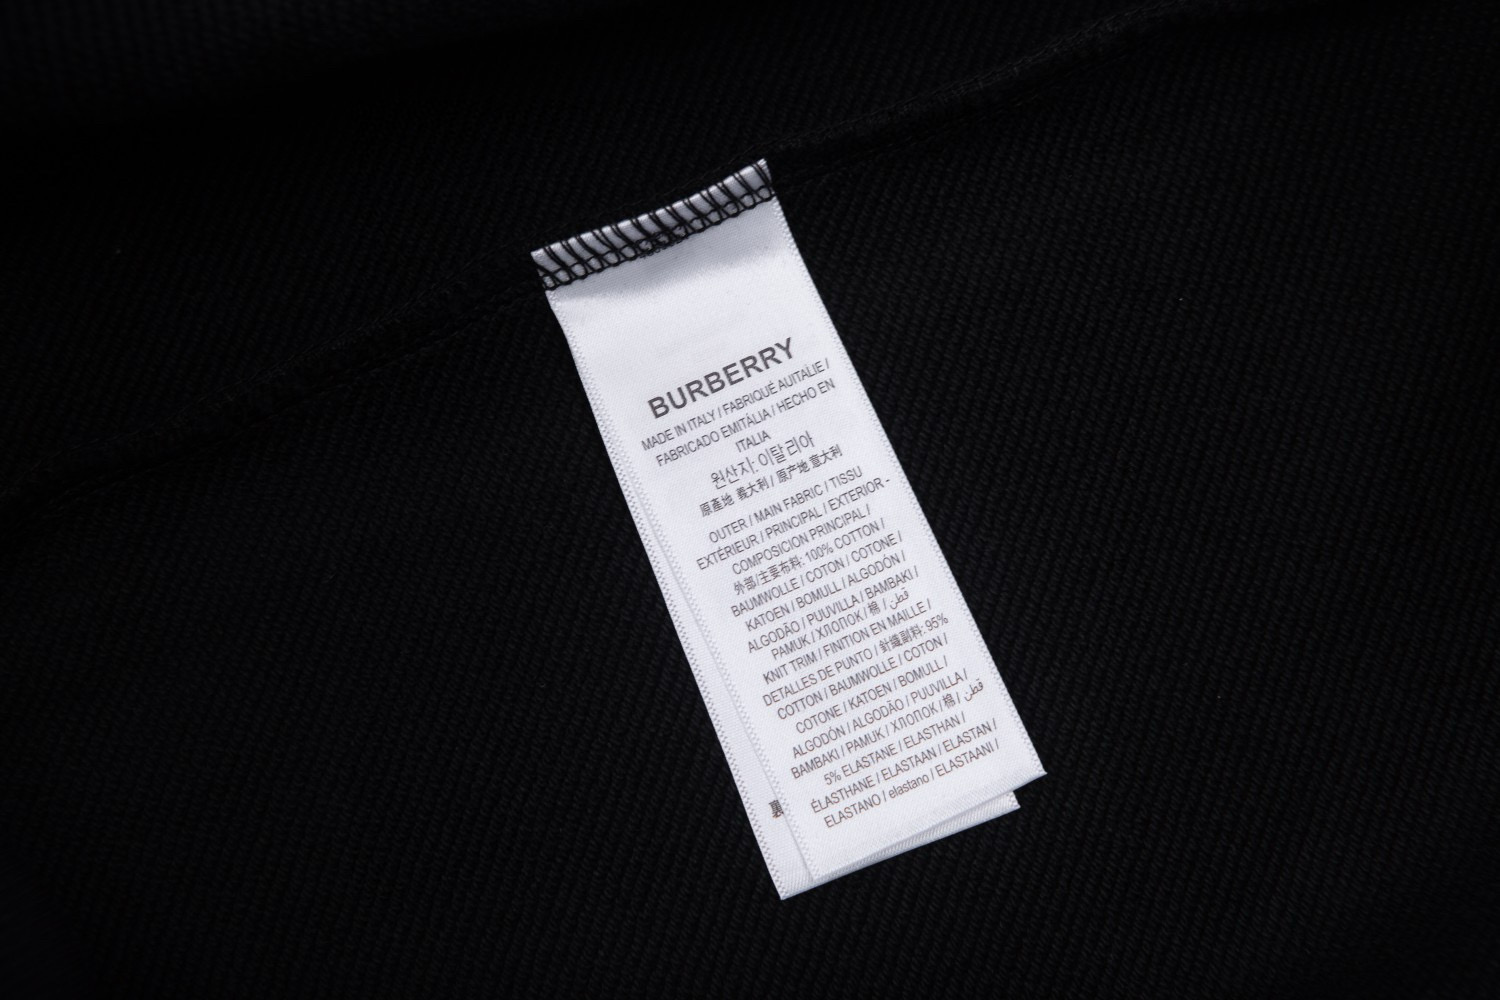 BURBERRY
MADE IN ITALY / FABRIQUÉ AUITALIE /
FABRICADO EMITÁLIA / HECHO EN
ITALIA
원산자: 이탈리아
原產地 義大利 / 原产地 意大利
OUTER / MAIN FABRIC / TISSU
EXTÉRIEUR / PRINCIPAL / EXTERIOR -
COMPOSICION PRINCIPAL /
外部/主要布料: 100% COTTON /
BAUMWOLLE / COTON / COTONE /
KATOEN / BOMULL / ALGODÓN /
ALGODÃO / PUUVILLA / BAMBAKI /
PAMUK / ХЛОПОК / 棉 / قطن
KNIT TRIM / FINITION EN MAILLE /
DETALLES DE PUNTO / 針織副料: 95%
COTTON / BAUMWOLLE / COTON /
COTONE / KATOEN / BOMULL /
ALGODÓN / ALGODÃO / PUUVILLA /
BAMBAKI / PAMUK / ХЛОПОК / 棉 / قطن
5% ELASTANE / ELASTHAN /
ÉLASTHANE / ELASTAAN / ELASTAN /
ELASTANO / elastano / ELASTAANI /
裏